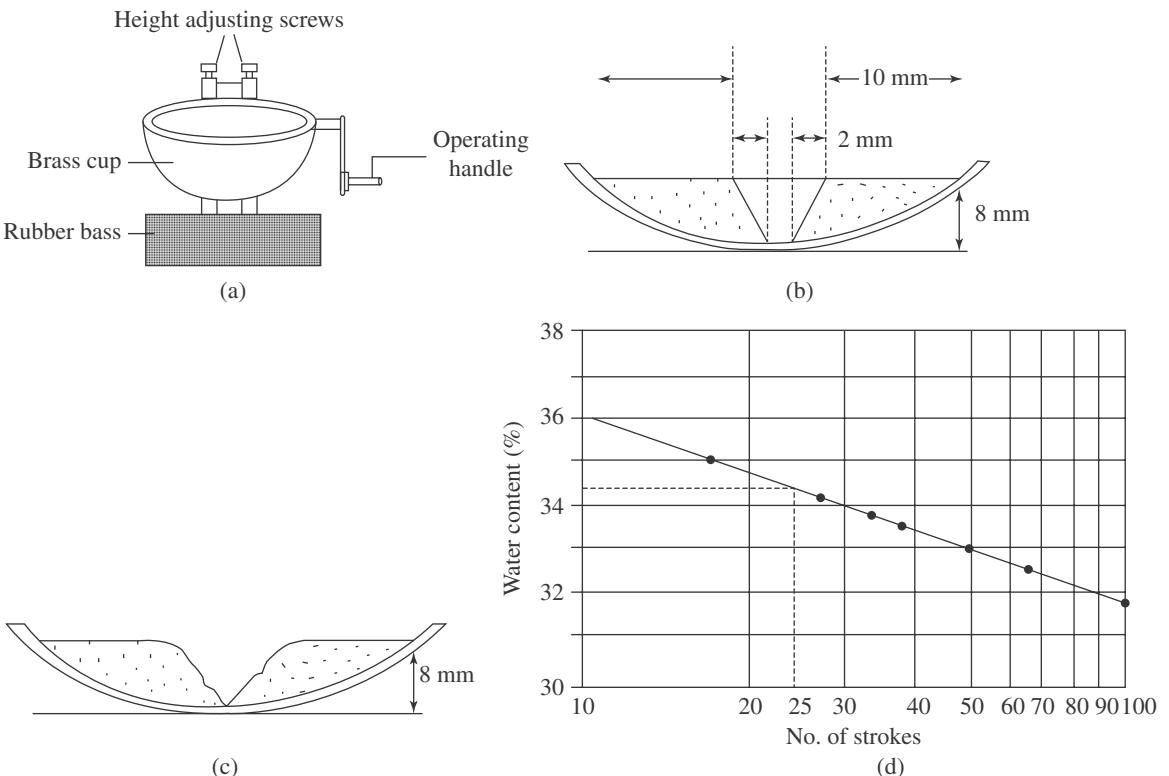 Height adjusting screws
Brass cup
Operating
handle
Rubber bass
(a)
10 mm
2 mm
8 mm
(b)
8 mm
(c)
38
36
34
32
30
Water content (%)
10 20 25 30 40 50 60 70 80 90 100
No. of strokes
(d)